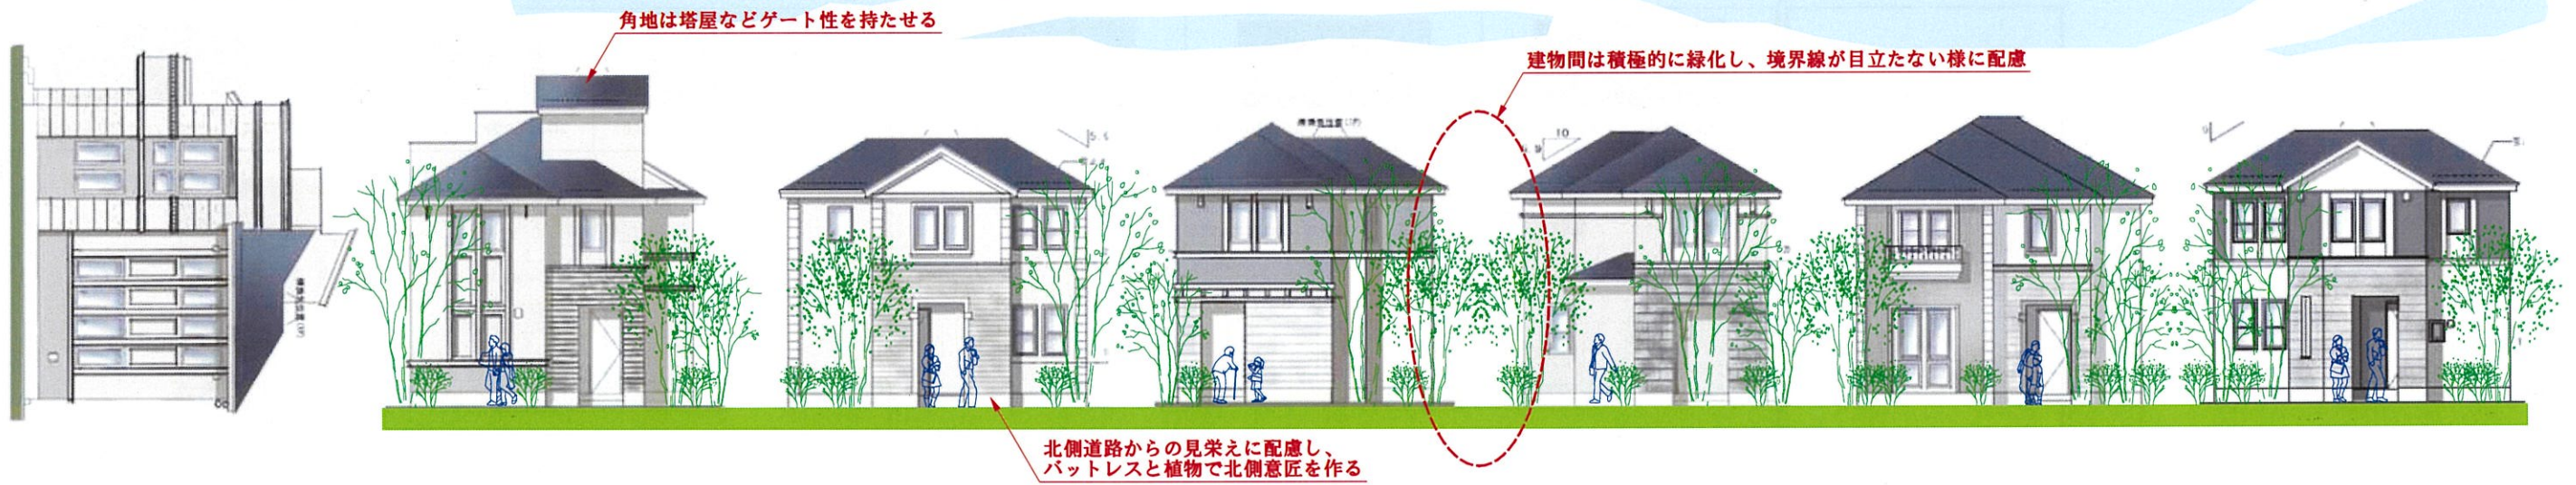 角地は塔屋などゲート性を持たせる
建物間は積極的に緑化し、境界線が目立たない様に配慮
10
北側道路からの見栄えに配慮し、
バットレスと植物で北側意匠を作る